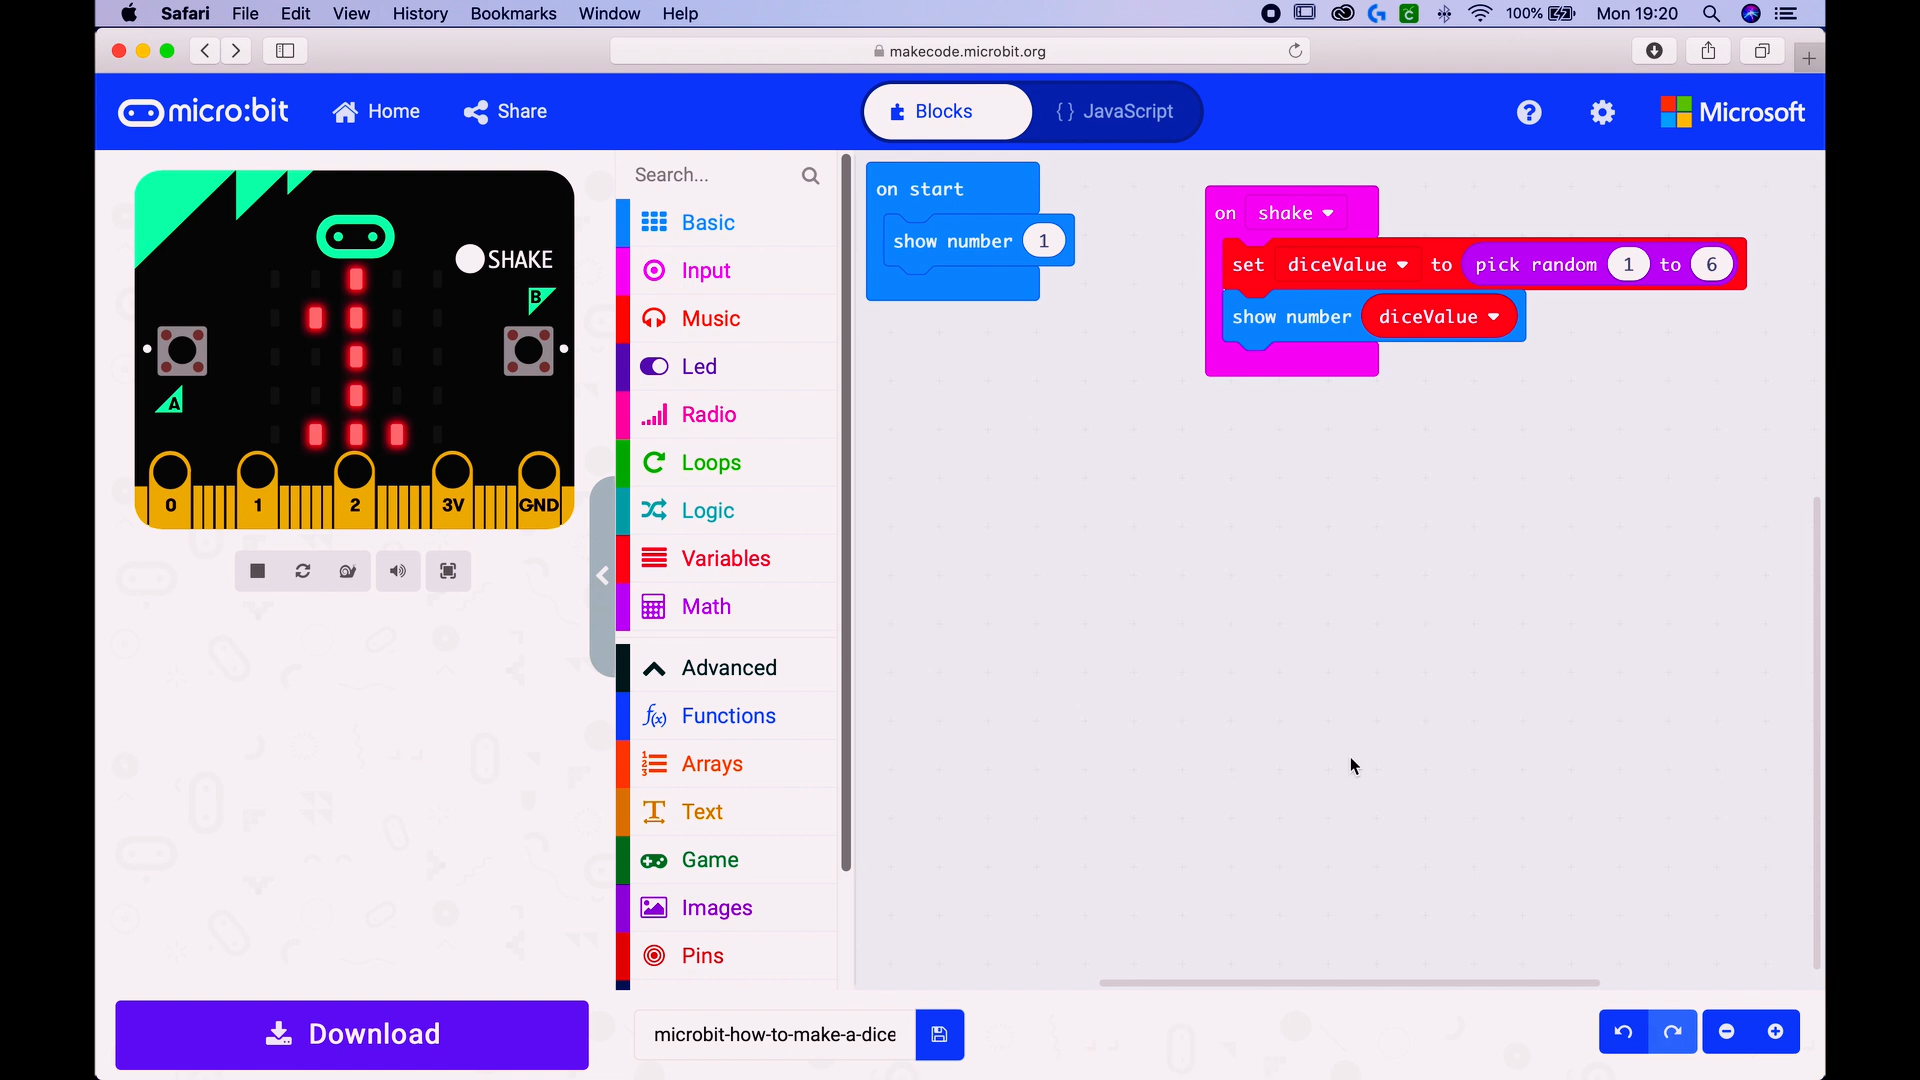 Safari File Edit View History Bookmarks Window Help 100% Mon 19:20
makecode.microbit.org
micro:bit Home Share Blocks {} JavaScript ? Microsoft
SHAKE
B
A
0 1 2 3V GND
Search...
Basic
Input
Music
Led
Radio
Loops
Logic
Variables
Math
Advanced
f(x) Functions
Arrays
Text
Game
Images
Pins
on start
show number 1
on shake
set diceValue to pick random 1 to 6
show number diceValue
Download
microbit-how-to-make-a-dice